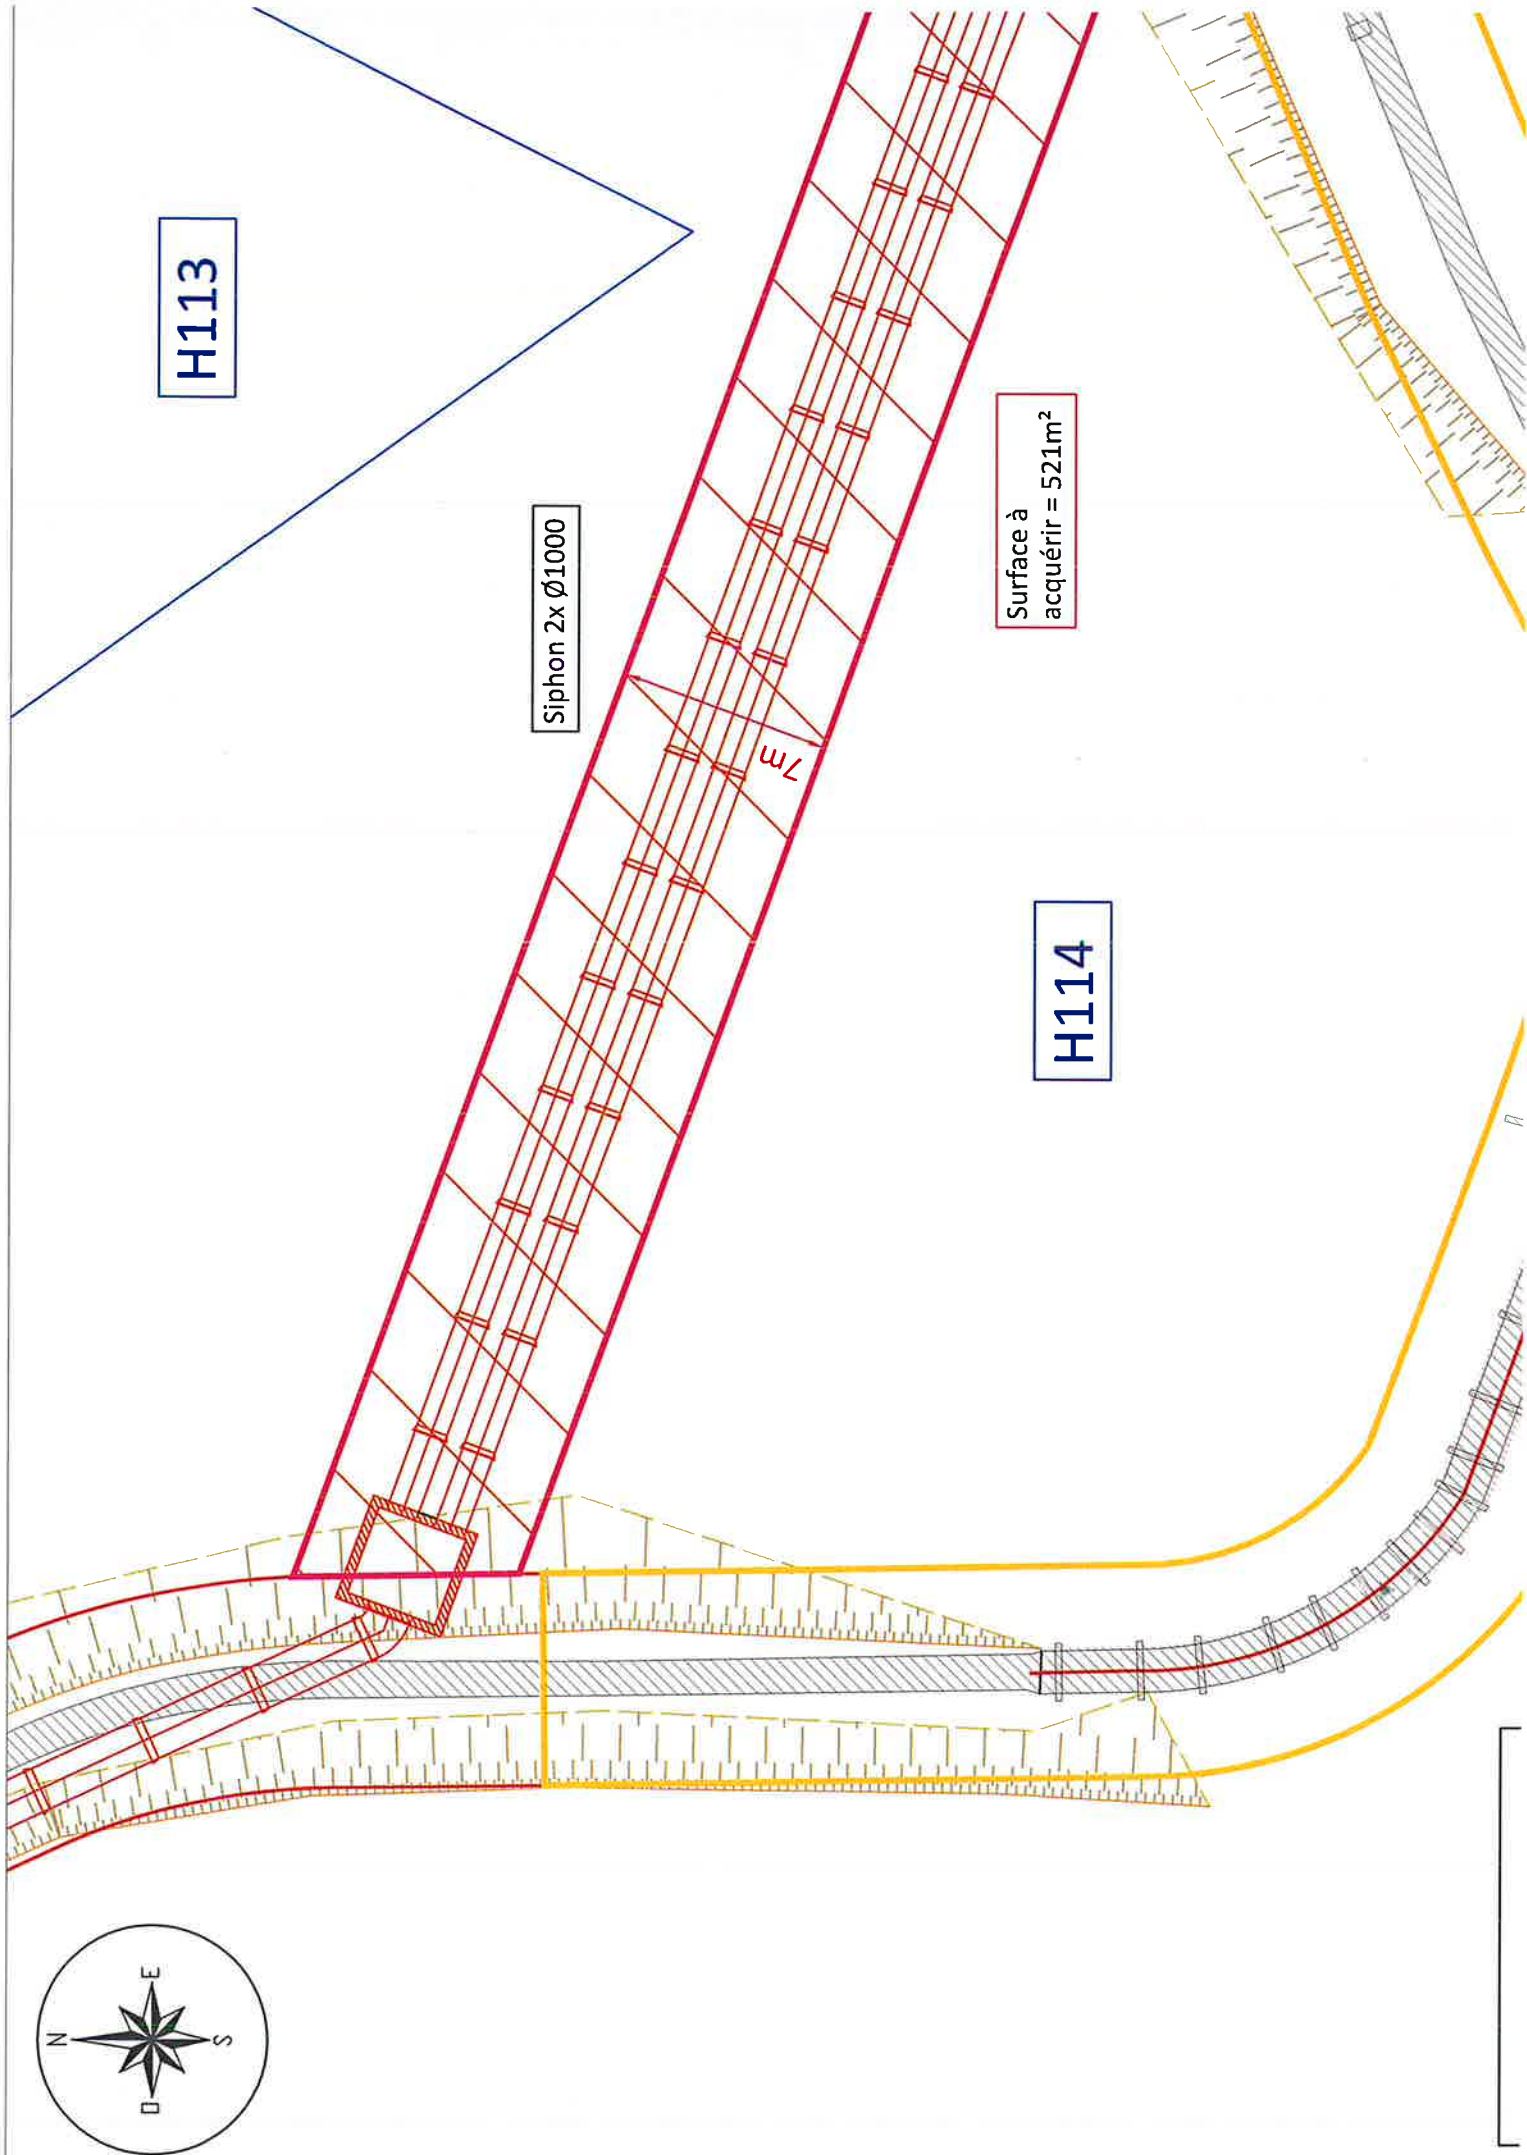 H113
Siphon 2x Ø1000
Surface à
acquérir = 521m²
7m
H114
N
E
S
O